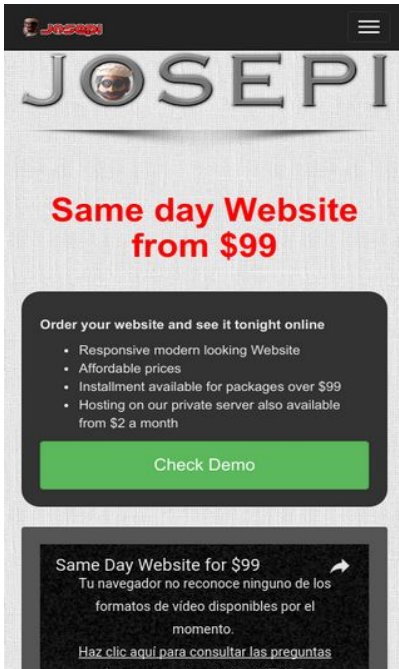 JOSEPI
JOSEPI
Same day Website
from $99
Order your website and see it tonight online
• Responsive modern looking Website
• Affordable prices
• Installment available for packages over $99
• Hosting on our private server also available
from $2 a month
Check Demo
Same Day Website for $99
Tu navegador no reconoce ninguno de los
formatos de vídeo disponibles por el
momento.
Haz clic aquí para consultar las preguntas